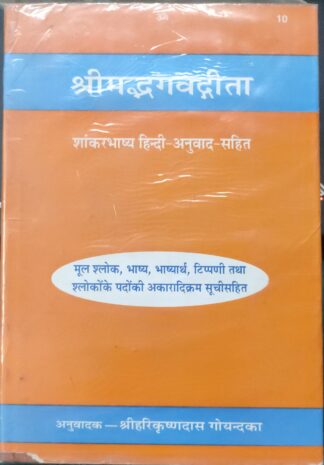 ॐ
10
श्रीमद्भगवद्गीता
शांकरभाष्य हिन्दी-अनुवाद-सहित
मूल श्लोक, भाष्य, भाष्यार्थ, टिप्पणी तथा
श्लोकोंके पदोंकी अकारादिक्रम सूचीसहित
अनुवादक—श्रीहरिकृष्णदास गोयन्दका